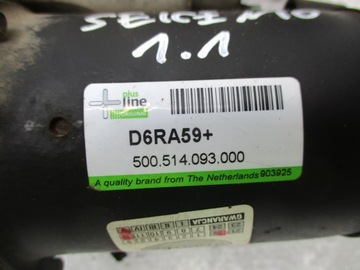 SEICENTO
1.1
plus
line
D6RA59+
500.514.093.000
A quality brand from The Netherlands 903925
GWARANCJA